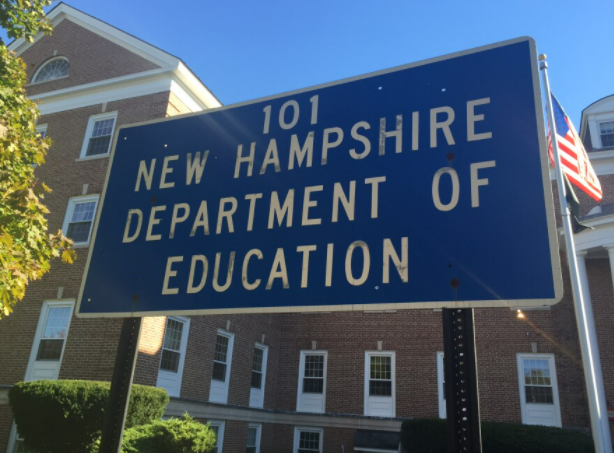 101
NEW HAMPSHIRE
DEPARTMENT OF
EDUCATION